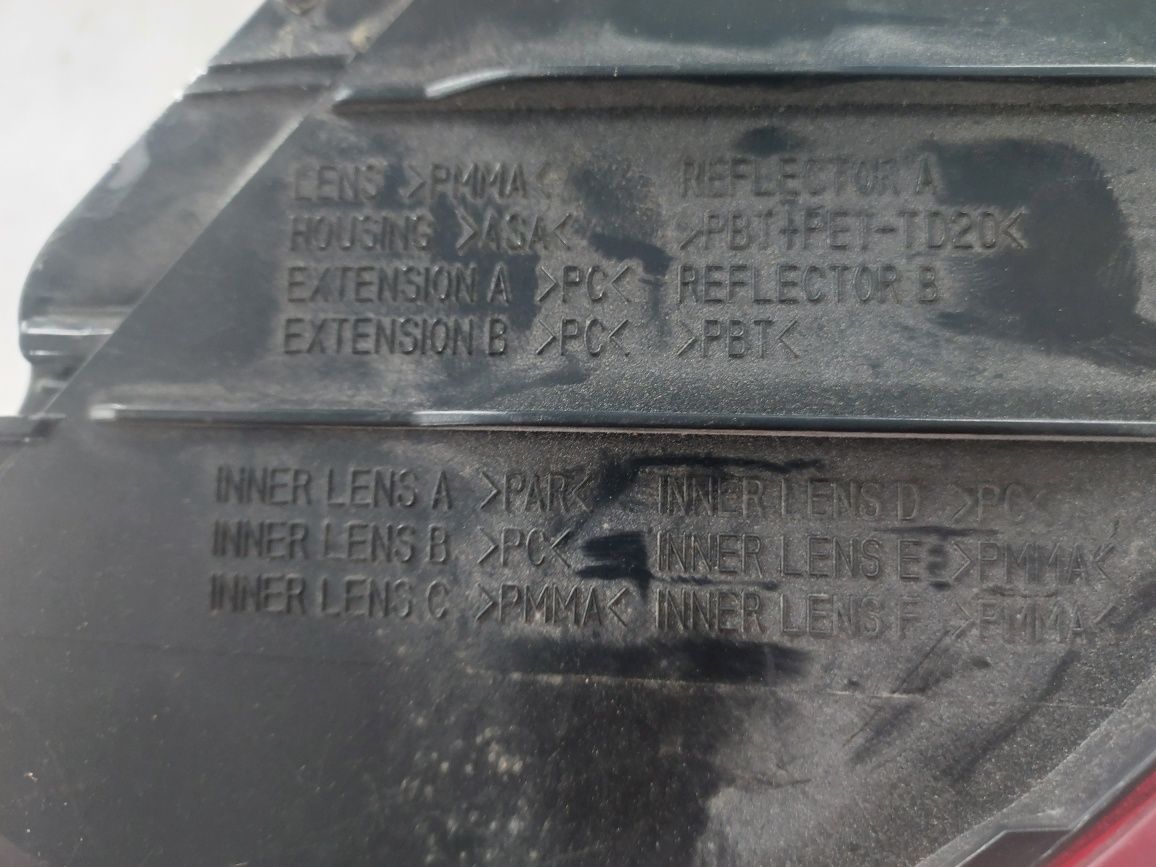 LENS >PMMA<
HOUSING >ASA<
EXTENSION A >PC<
EXTENSION B >PC<
REFLECTOR A
>PBT+PET-TD20<
REFLECTOR B
>PBT<
INNER LENS A >PAR<
INNER LENS B >PC<
INNER LENS C >PMMA<
INNER LENS D >PC<
INNER LENS E >PMMA<
INNER LENS F >PMMA<